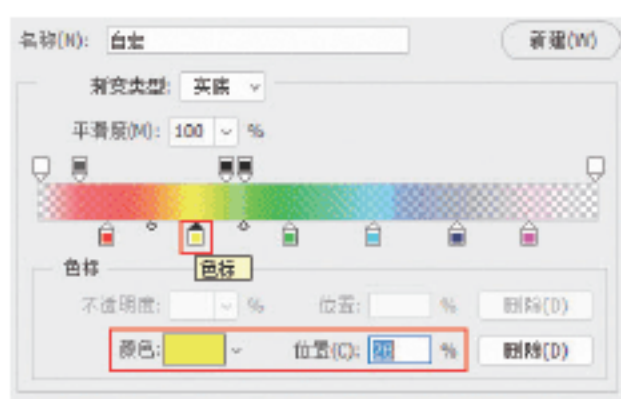 名称(N): 自定 新建(W)
渐变类型: 实底
平滑度(M): 100 %
色标
色标
不透明度: % 位置: % 删除(D)
颜色: 位置(C): 28 % 删除(D)